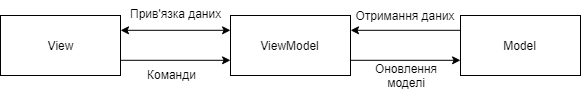 Прив'язка даних
Отримання даних
View
ViewModel
Model
Команди
Оновлення
моделі